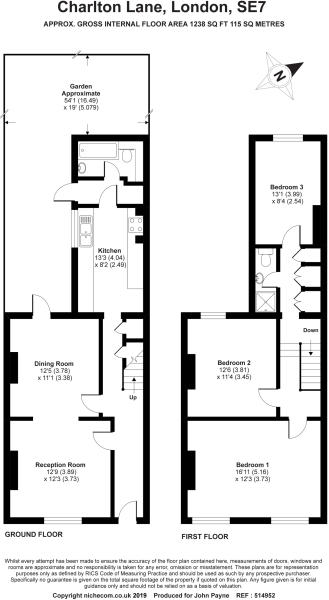 Charlton Lane, London, SE7
APPROX. GROSS INTERNAL FLOOR AREA 1238 SQ FT 115 SQ METRES
Garden
Approximate
54'1 (16.49)
x 19' (5.079)
N
Bedroom 3
13'1 (3.99)
x 8'4 (2.54)
Kitchen
13'3 (4.04)
x 8'2 (2.49)
Dining Room
12'5 (3.78)
x 11'1 (3.38)
Up
Down
Bedroom 2
12'6 (3.81)
x 11'4 (3.45)
Reception Room
12'9 (3.89)
x 12'3 (3.73)
Bedroom 1
16'11 (5.16)
x 12'3 (3.73)
GROUND FLOOR
FIRST FLOOR
Whilst every attempt has been made to ensure the accuracy of the floor plan contained here, measurements of doors, windows and
rooms are approximate and no responsibility is taken for any error, omission or misstatement. These plans are for representation
purposes only as defined by RICS Code of Measuring Practice and should be used as such by any prospective purchaser.
Specifically no guarantee is given on the total square footage of the property if quoted on this plan. Any figure given is for initial
guidance only and should not be relied on as a basis of valuation.
Copyright nichecom.co.uk 2019 Produced for John Payne REF : 514952